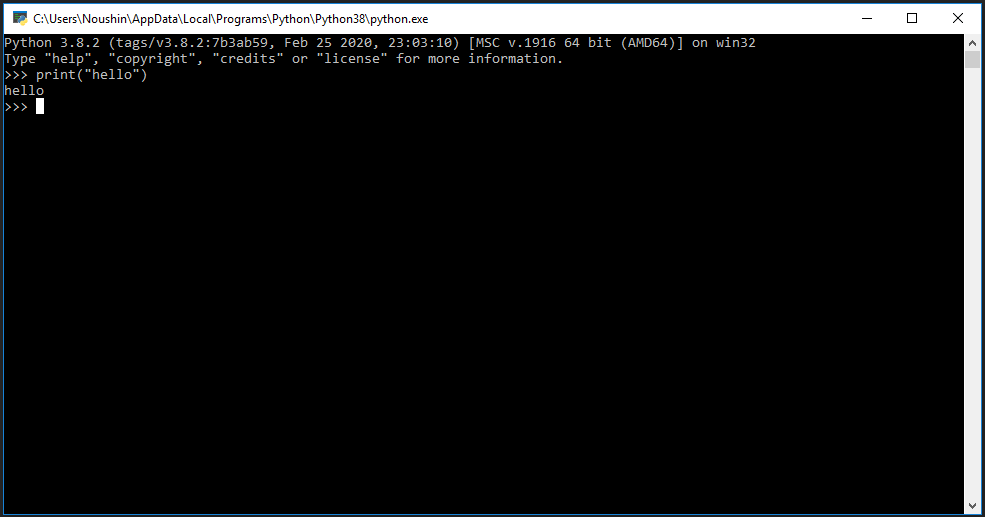 C:\Users\Noushin\AppData\Local\Programs\Python\Python38\python.exe
Python 3.8.2 (tags/v3.8.2:7b3ab59, Feb 25 2020, 23:03:10) [MSC v.1916 64 bit (AMD64)] on win32
Type "help", "copyright", "credits" or "license" for more information.
>>> print("hello")
hello
>>>